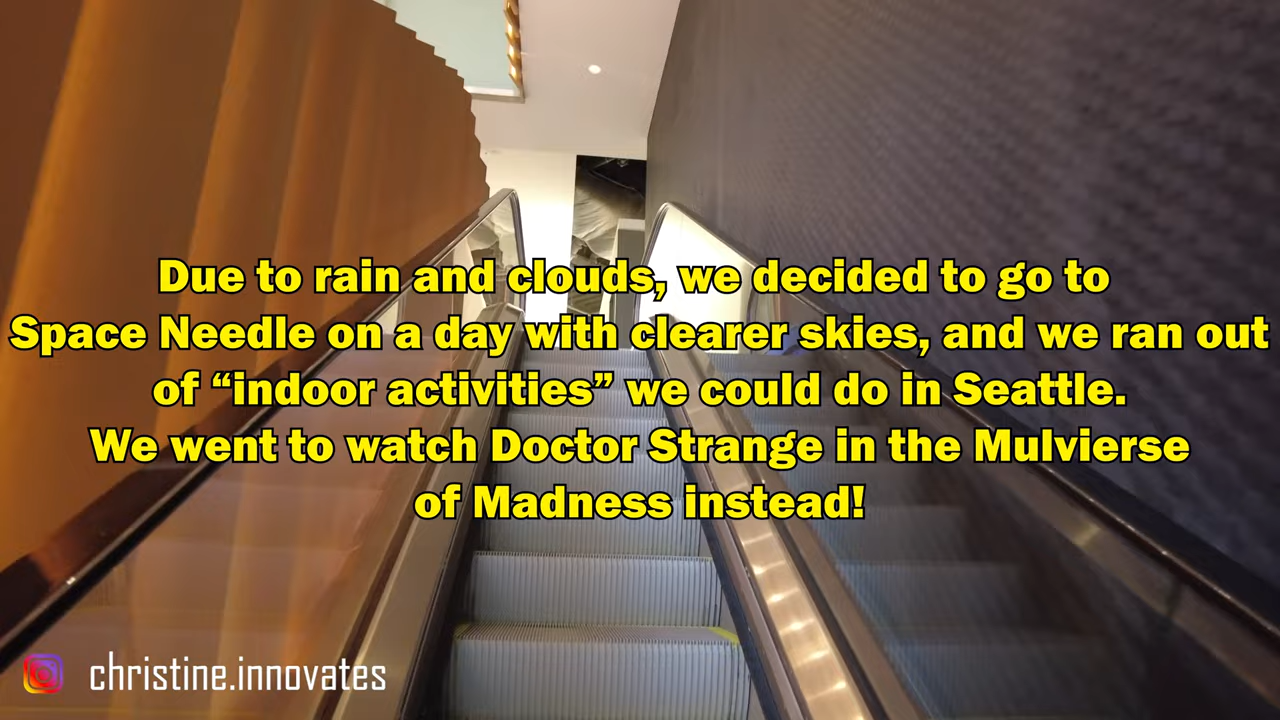 Due to rain and clouds, we decided to go to
Space Needle on a day with clearer skies, and we ran out
of “indoor activities” we could do in Seattle.
We went to watch Doctor Strange in the Mulvierse
of Madness instead!
christine.innovates